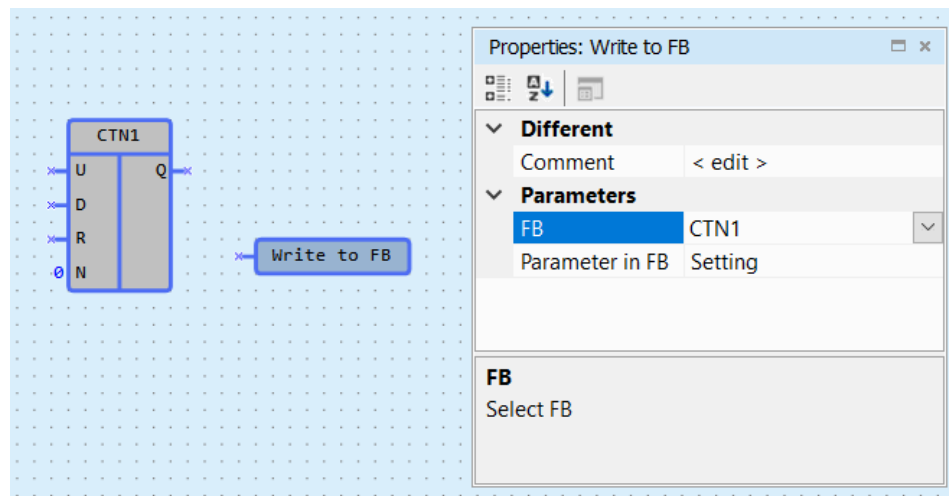 CTN1
U Q
D
R
0 N
Write to FB
Properties: Write to FB
A
Z
Different
Comment < edit >
Parameters
FB CTN1
Parameter in FB Setting
FB
Select FB